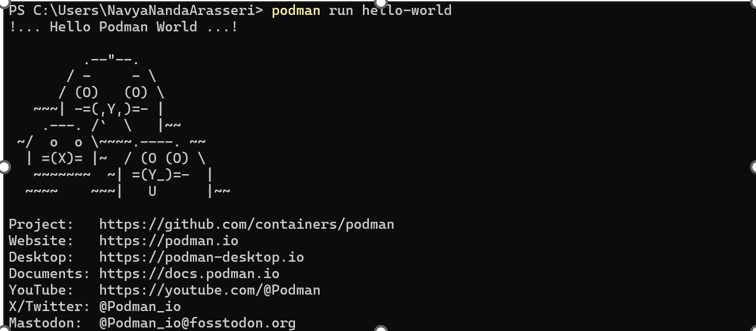 PS C:\Users\NavyaNandaArasseri> podman run hello-world
!... Hello Podman World ...!

         .--"--.
       / -     - \
      / (O)   (O) \
   ~~~| -=(,Y,)=- |
    .---. /`  \   |~~
 ~/  o  o \~~~~.----. ~~
  | =(X)= |~  / (O (O) \
   ~~~~~~~  ~| =(Y_)=-  |
  ~~~~    ~~~|   U      |~~

Project:   https://github.com/containers/podman
Website:   https://podman.io
Desktop:   https://podman-desktop.io
Documents: https://docs.podman.io
YouTube:   https://youtube.com/@Podman
X/Twitter: @Podman_io
Mastodon:  @Podman_io@fosstodon.org